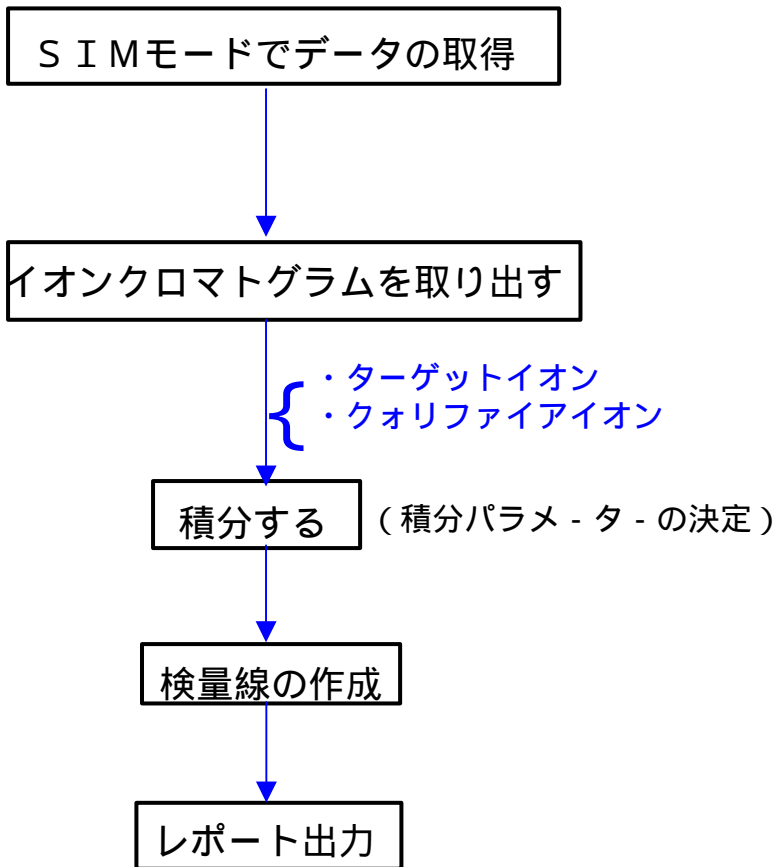 ＳＩＭモードでデータの取得
イオンクロマトグラムを取り出す
・ターゲットイオン
・クォリファイアイオン
積分する （積分パラメ - タ - の決定）
検量線の作成
レポート出力